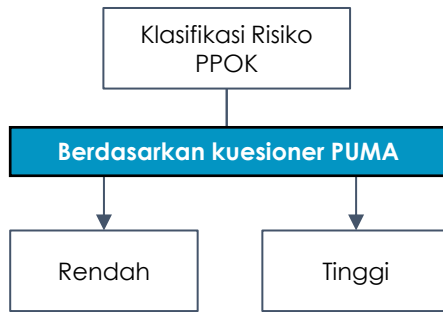 Klasifikasi Risiko
PPOK
Berdasarkan kuesioner PUMA
Rendah
Tinggi